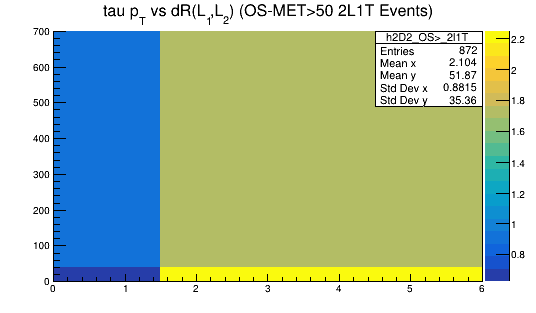 tau p_T vs dR(L_1,L_2) (OS-MET>50 2L1T Events)
h2D2_OS>_2l1T
Entries 872
Mean x 2.104
Mean y 51.87
Std Dev x 0.8815
Std Dev y 35.36
700
600
500
400
300
200
100
0
0 1 2 3 4 5 6
2.2
2
1.8
1.6
1.4
1.2
1
0.8